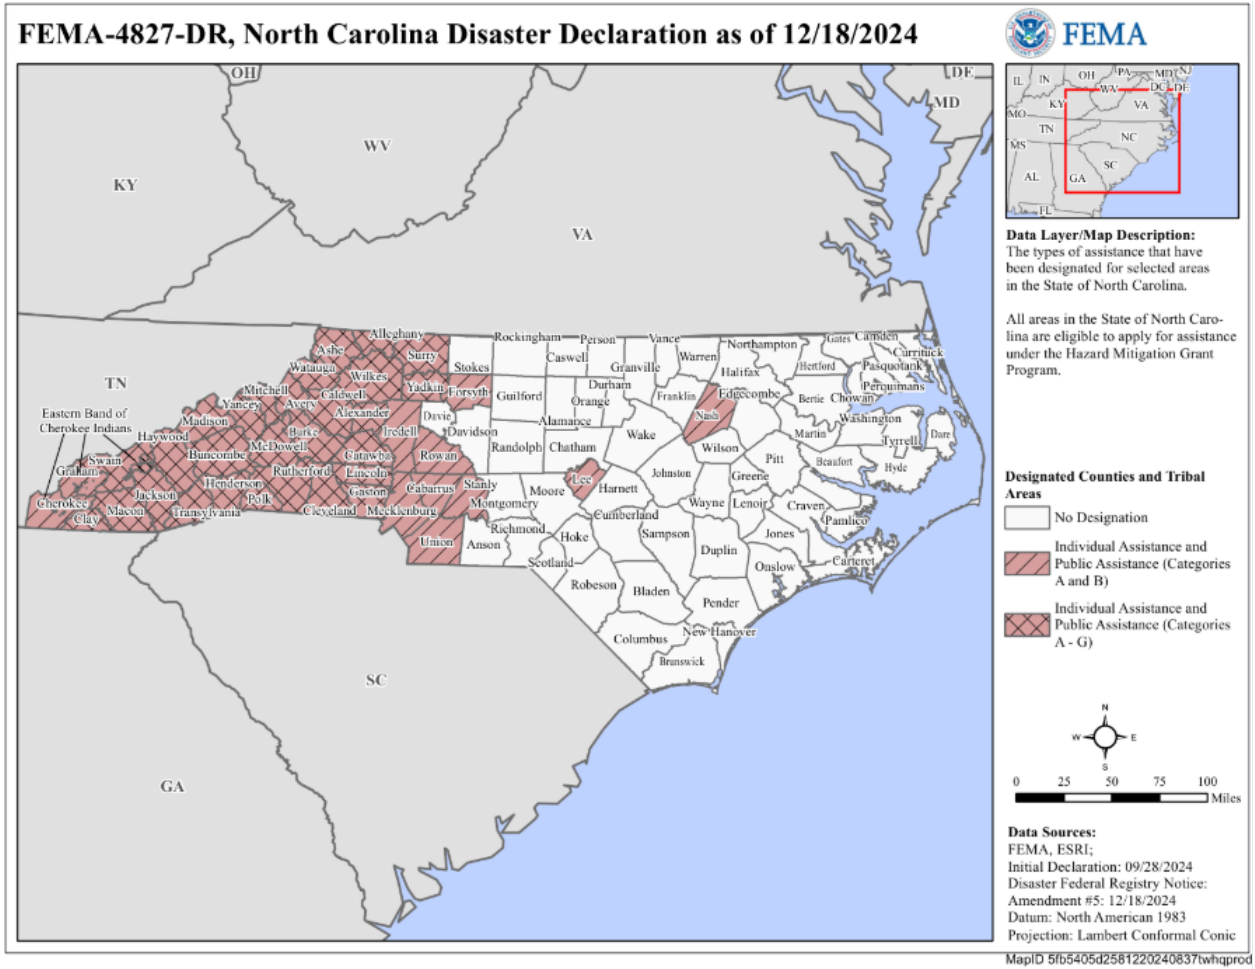 FEMA-4827-DR, North Carolina Disaster Declaration as of 12/18/2024
FEMA
OH
DE
MD
WV
KY
VA
TN
SC
GA
IL
IN
OH
PA
MD
NJ
WV
DC
DE
KY
VA
MO
TN
NC
MS
SC
AL
GA
FL
Alleghany
Ashe
Surry
Watauga
Wilkes
Yadkin
Stokes
Forsyth
Rockingham
Caswell
Person
Granville
Vance
Warren
Northampton
Gates
Camden
Currituck
Pasquotank
Perquimans
Hertford
Halifax
Bertie
Chowan
Guilford
Durham
Orange
Alamance
Franklin
Nash
Edgecombe
Washington
Tyrrell
Dare
Martin
Mitchell
Yancey
Avery
Caldwell
Alexander
Davie
Iredell
Davidson
Randolph
Chatham
Wake
Wilson
Pitt
Beaufort
Hyde
Eastern Band of
Cherokee Indians
Madison
Haywood
Buncombe
McDowell
Burke
Catawba
Rowan
Swain
Graham
Rutherford
Lincoln
Cabarrus
Stanly
Montgomery
Moore
Lee
Harnett
Johnston
Greene
Wayne
Lenoir
Craven
Pamlico
Cherokee
Clay
Macon
Jackson
Transylvania
Henderson
Polk
Cleveland
Gaston
Mecklenburg
Union
Anson
Richmond
Scotland
Hoke
Cumberland
Sampson
Duplin
Jones
Onslow
Carteret
Robeson
Bladen
Pender
Columbus
New Hanover
Brunswick
Data Layer/Map Description:
The types of assistance that have
been designated for selected areas
in the State of North Carolina.
All areas in the State of North Caro-
lina are eligible to apply for assistance
under the Hazard Mitigation Grant
Program.
Designated Counties and Tribal
Areas
No Designation
Individual Assistance and
Public Assistance (Categories
A and B)
Individual Assistance and
Public Assistance (Categories
A - G)
N
W
E
S
0 25 50 75 100
Miles
Data Sources:
FEMA, ESRI;
Initial Declaration: 09/28/2024
Disaster Federal Registry Notice:
Amendment #5: 12/18/2024
Datum: North American 1983
Projection: Lambert Conformal Conic
MapID 5fb5405d2581220240837twhqprod